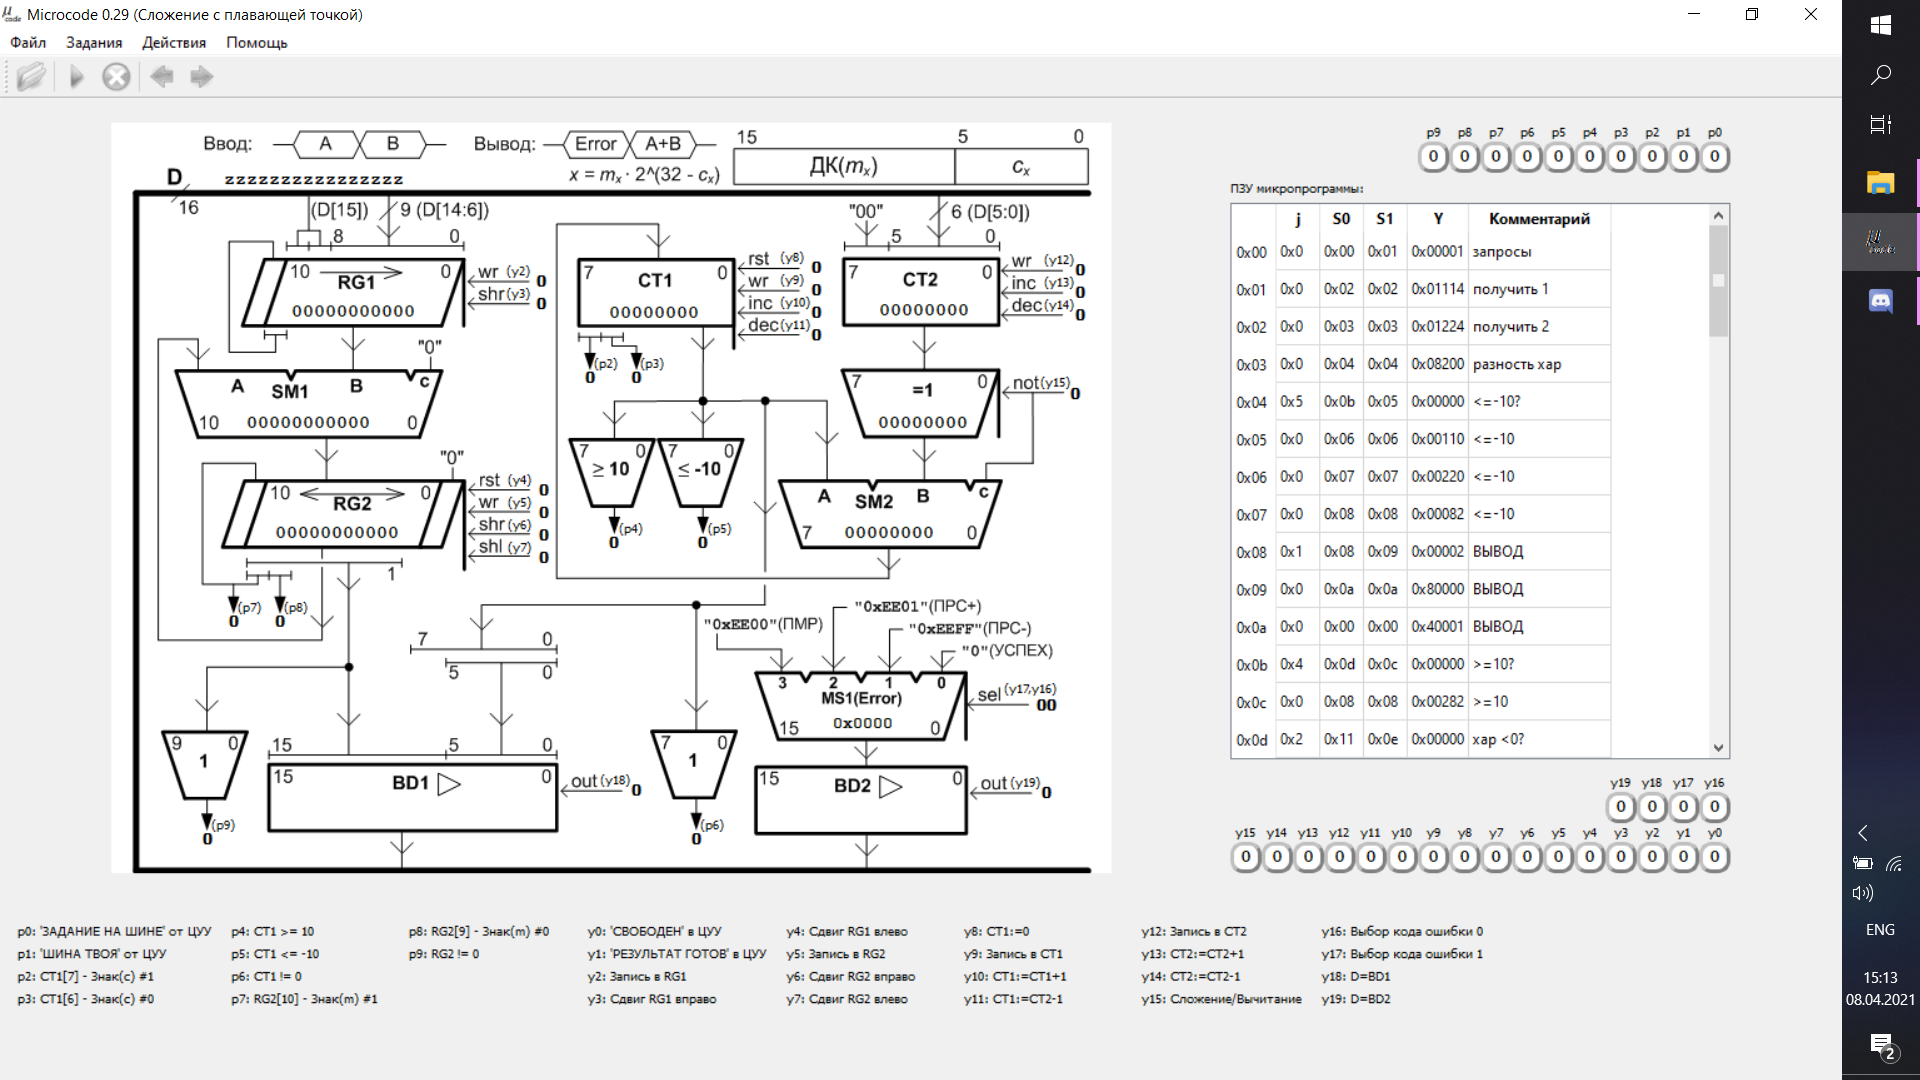 Microcode 0.29 (Сложение с плавающей точкой)
Файл Задания Действия Помощь
Ввод: A B Вывод: Error A+B 15 5 0
x = mₓ · 2^(32 - cₓ) ДК(mₓ) cₓ
D zzzzzzzzzzzzzzzz
16 (D[15]) 9 (D[14:6]) "00" 6 (D[5:0])
8 0 5 0
10 RG1 0 wr (y2) 0
shr(y3) 0
00000000000
7 CT1 0 rst (y8) 0
wr (y9) 0
inc (y10) 0
dec(y11) 0
00000000
7 CT2 0 wr (y12) 0
inc (y13) 0
dec (y14) 0
00000000
(p2) 0 (p3) 0
"0"
A SM1 B c
10 00000000000 0
7 =1 0 not(y15) 0
00000000
7 0 ≥ 10 (p4) 0
7 0 ≤ -10 (p5) 0
A SM2 B c
7 00000000 0
"0"
10 RG2 0 rst (y4) 0
wr (y5) 0
shr (y6) 0
shl (y7) 0
00000000000
1
(p7) 0 (p8) 0
7 0
5 0
"0xEE01"(ПРС+)
"0xEE00"(ПМР)
"0xEEFF"(ПРС-)
"0"(УСПЕХ)
3 2 1 0
MS1(Error) sel (y17,y16) 00
15 0x0000 0
9 0 1 (p9) 0
15 5 0
15 BD1 0 out(y18) 0
7 0 1 (p6) 0
15 BD2 0 out(y19) 0
p9 p8 p7 p6 p5 p4 p3 p2 p1 p0
0 0 0 0 0 0 0 0 0 0
ПЗУ микропрограммы:
j S0 S1 Y Комментарий
0x00 0x0 0x00 0x01 0x00001 запросы
0x01 0x0 0x02 0x02 0x01114 получить 1
0x02 0x0 0x03 0x03 0x01224 получить 2
0x03 0x0 0x04 0x04 0x08200 разность хар
0x04 0x5 0x0b 0x05 0x00000 <=-10?
0x05 0x0 0x06 0x06 0x00110 <=-10
0x06 0x0 0x07 0x07 0x00220 <=-10
0x07 0x0 0x08 0x08 0x00082 <=-10
0x08 0x1 0x08 0x09 0x00002 ВЫВОД
0x09 0x0 0x0a 0x0a 0x80000 ВЫВОД
0x0a 0x0 0x00 0x00 0x40001 ВЫВОД
0x0b 0x4 0x0d 0x0c 0x00000 >=10?
0x0c 0x0 0x08 0x08 0x00282 >=10
0x0d 0x2 0x11 0x0e 0x00000 хар <0?
y19 y18 y17 y16
0 0 0 0
y15 y14 y13 y12 y11 y10 y9 y8 y7 y6 y5 y4 y3 y2 y1 y0
0 0 0 0 0 0 0 0 0 0 0 0 0 0 0 0
p0: 'ЗАДАНИЕ НА ШИНЕ' от ЦУУ p4: CT1 >= 10 p8: RG2[9] - Знак(m) #0 y0: 'СВОБОДЕН' в ЦУУ y4: Сдвиг RG1 влево y8: CT1:=0 y12: Запись в CT2 y16: Выбор кода ошибки 0
p1: 'ШИНА ТВОЯ' от ЦУУ p5: CT1 <= -10 p9: RG2 != 0 y1: 'РЕЗУЛЬТАТ ГОТОВ' в ЦУУ y5: Запись в RG2 y9: Запись в CT1 y13: CT2:=CT2+1 y17: Выбор кода ошибки 1
p2: CT1[7] - Знак(c) #1 p6: CT1 != 0 y2: Запись в RG1 y6: Сдвиг RG2 вправо y10: CT1:=CT1+1 y14: CT2:=CT2-1 y18: D=BD1
p3: CT1[6] - Знак(c) #0 p7: RG2[10] - Знак(m) #1 y3: Сдвиг RG1 вправо y7: Сдвиг RG2 влево y11: CT1:=CT2-1 y15: Сложение/Вычитание y19: D=BD2
ENG
15:13
08.04.2021
2